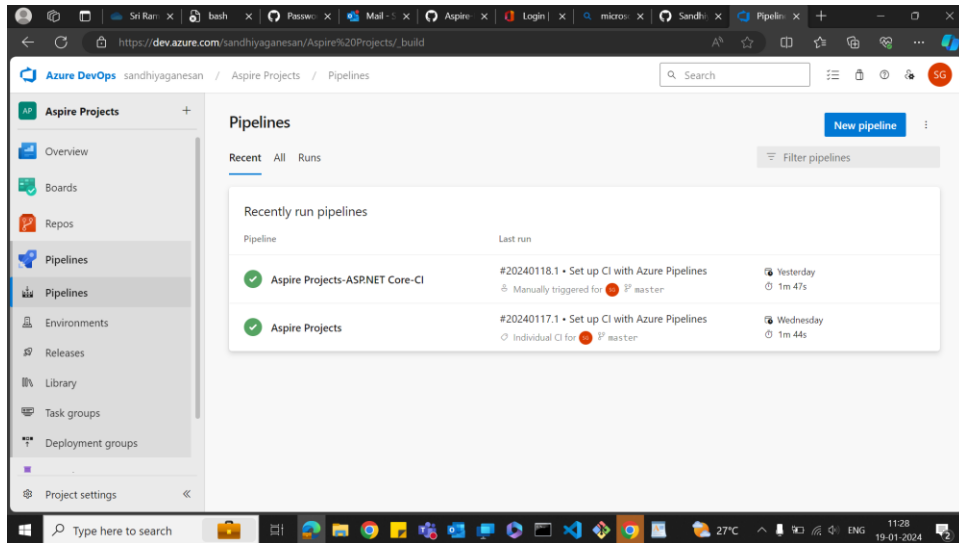 Sri Ram
bash
Passwo
Mail - S
Aspire-
Login |
micros
Sandhi
Pipelin
https://dev.azure.com/sandhiyaganesan/Aspire%20Projects/_build
Azure DevOps sandhiyaganesan / Aspire Projects / Pipelines
Search
SG
AP Aspire Projects
Overview
Boards
Repos
Pipelines
Pipelines
Environments
Releases
Library
Task groups
Deployment groups
Project settings
Pipelines
New pipeline
Recent All Runs
Filter pipelines
Recently run pipelines
Pipeline Last run
Aspire Projects-ASP.NET Core-CI
#20240118.1 • Set up CI with Azure Pipelines
Manually triggered for SG master
Yesterday
1m 47s
Aspire Projects
#20240117.1 • Set up CI with Azure Pipelines
Individual CI for SG master
Wednesday
1m 44s
Type here to search
27°C
ENG
11:28
19-01-2024
2